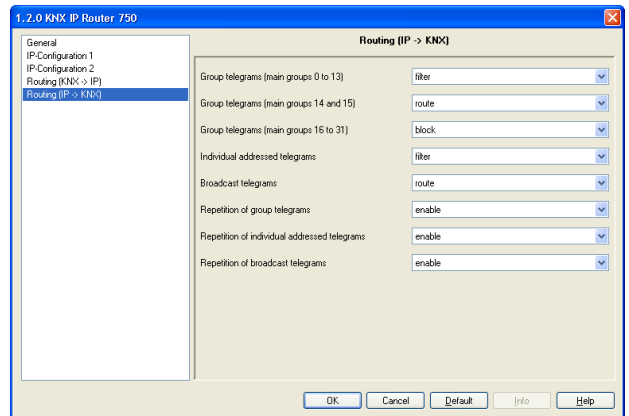 1.2.0 KNX IP Router 750
General
IP-Configuration 1
IP-Configuration 2
Routing (KNX -> IP)
Routing (IP -> KNX)
Routing (IP -> KNX)
Group telegrams (main groups 0 to 13) filter
Group telegrams (main groups 14 and 15) route
Group telegrams (main groups 16 to 31) block
Individual addressed telegrams filter
Broadcast telegrams route
Repetition of group telegrams enable
Repetition of individual addressed telegrams enable
Repetition of broadcast telegrams enable
OK Cancel Default Info Help